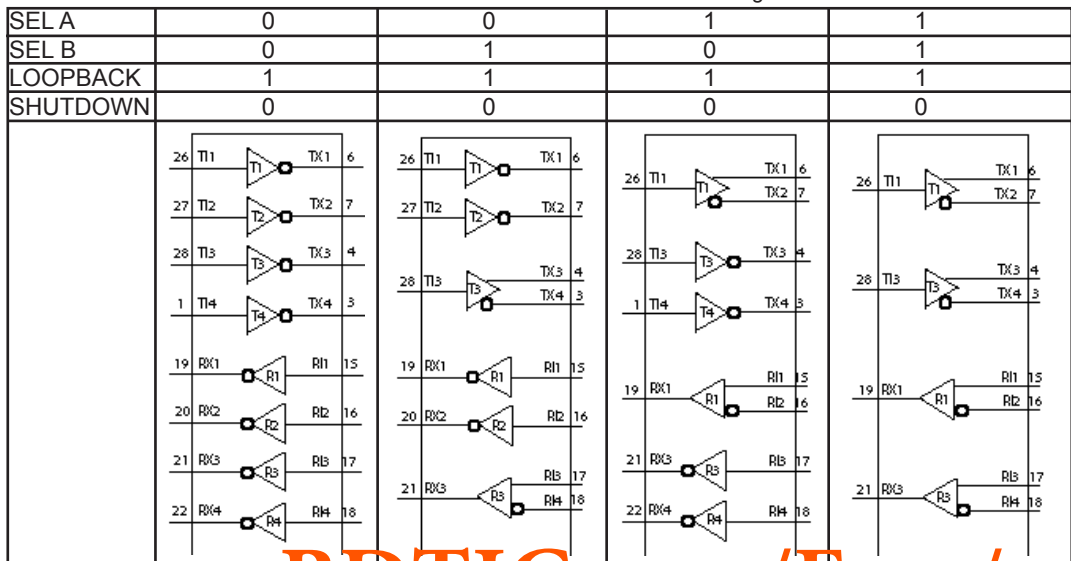 SEL A 0 0 1 1
SEL B 0 1 0 1
LOOPBACK 1 1 1 1
SHUTDOWN 0 0 0 0
26 TI1 T1 TX1 6
27 TI2 T2 TX2 7
28 TI3 T3 TX3 4
1 TI4 T4 TX4 3
19 RX1 R1 RI1 15
20 RX2 R2 RI2 16
21 RX3 R3 RI3 17
22 RX4 R4 RI4 18
26 TI1 T1 TX1 6
27 TI2 T2 TX2 7
28 TI3 T3 TX3 4
TX4 3
19 RX1 R1 RI1 15
20 RX2 R2 RI2 16
21 RX3 R3 RI3 17
RI4 18
26 TI1 T1 TX1 6
TX2 7
28 TI3 T3 TX3 4
1 TI4 T4 TX4 3
19 RX1 R1 RI1 15
RI2 16
21 RX3 R3 RI3 17
22 RX4 R4 RI4 18
26 TI1 T1 TX1 6
TX2 7
28 TI3 T3 TX3 4
TX4 3
19 RX1 R1 RI1 15
RI2 16
21 RX3 R3 RI3 17
RI4 18